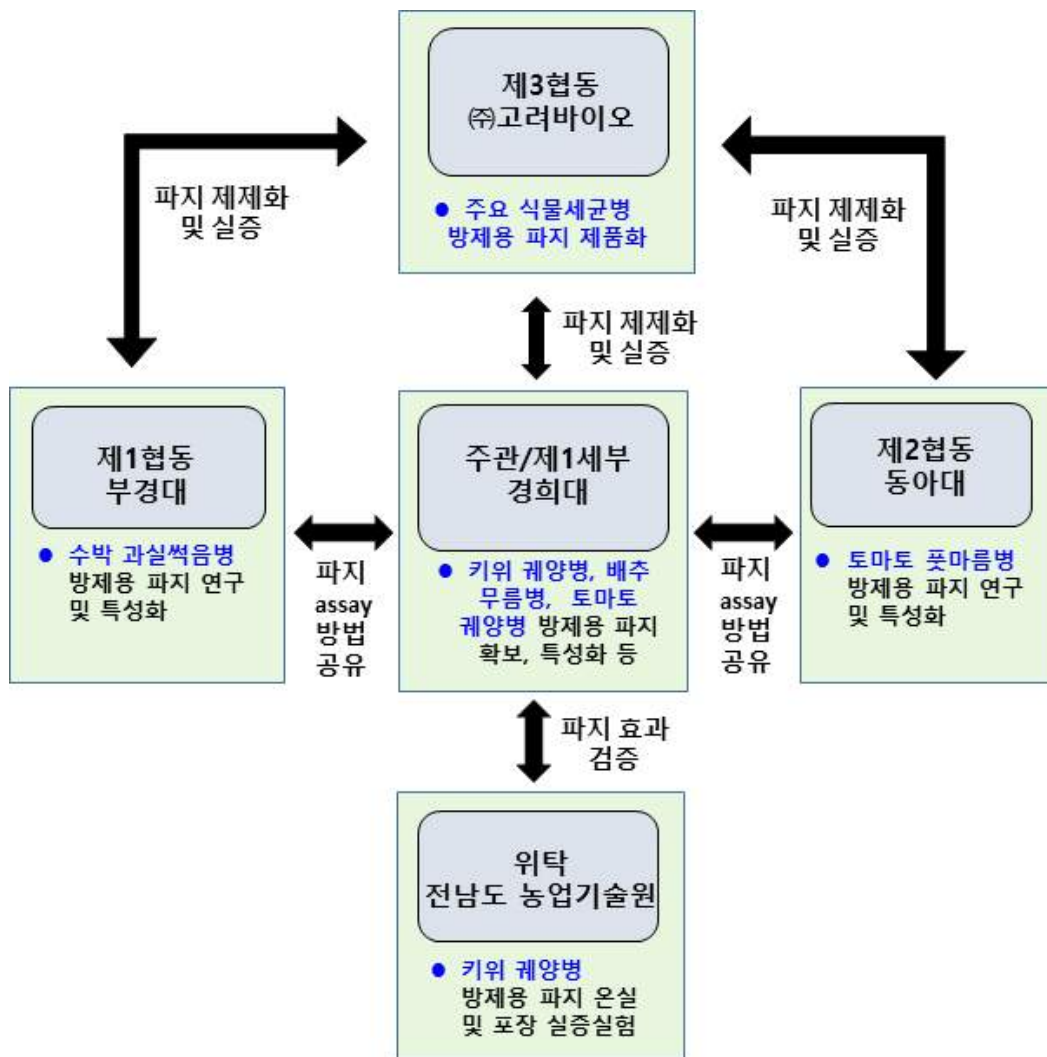 제3협동
㈜고려바이오
● 주요 식물세균병
방제용 파지 제품화
파지 제제화
및 실증
파지 제제화
및 실증
파지 제제화
및 실증
제1협동
부경대
● 수박 과실썩음병
방제용 파지 연구
및 특성화
파지
assay
방법
공유
주관/제1세부
경희대
● 키위 궤양병, 배추
무름병, 토마토
궤양병 방제용 파지
확보, 특성화 등
파지
assay
방법
공유
제2협동
동아대
● 토마토 풋마름병
방제용 파지 연구
및 특성화
파지 효과
검증
위탁
전남도 농업기술원
● 키위 궤양병
방제용 파지 온실
및 포장 실증실험